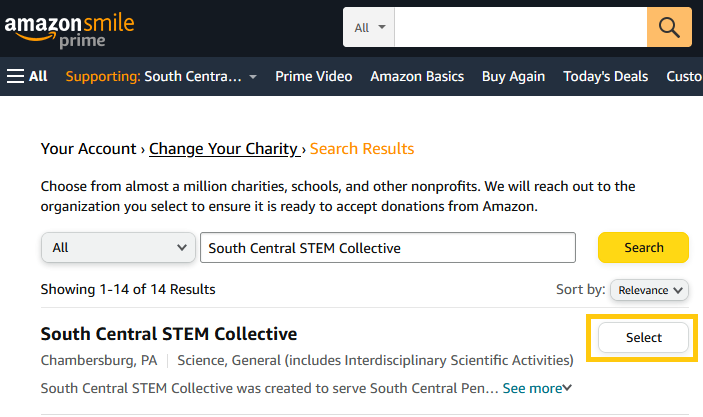 amazonsmile
prime
All
All Supporting: South Centra... Prime Video Amazon Basics Buy Again Today's Deals Custo
Your Account › Change Your Charity › Search Results
Choose from almost a million charities, schools, and other nonprofits. We will reach out to the
organization you select to ensure it is ready to accept donations from Amazon.
All South Central STEM Collective Search
Showing 1-14 of 14 Results Sort by: Relevance
South Central STEM Collective Select
Chambersburg, PA | Science, General (includes Interdisciplinary Scientific Activities)
South Central STEM Collective was created to serve South Central Pen... See more